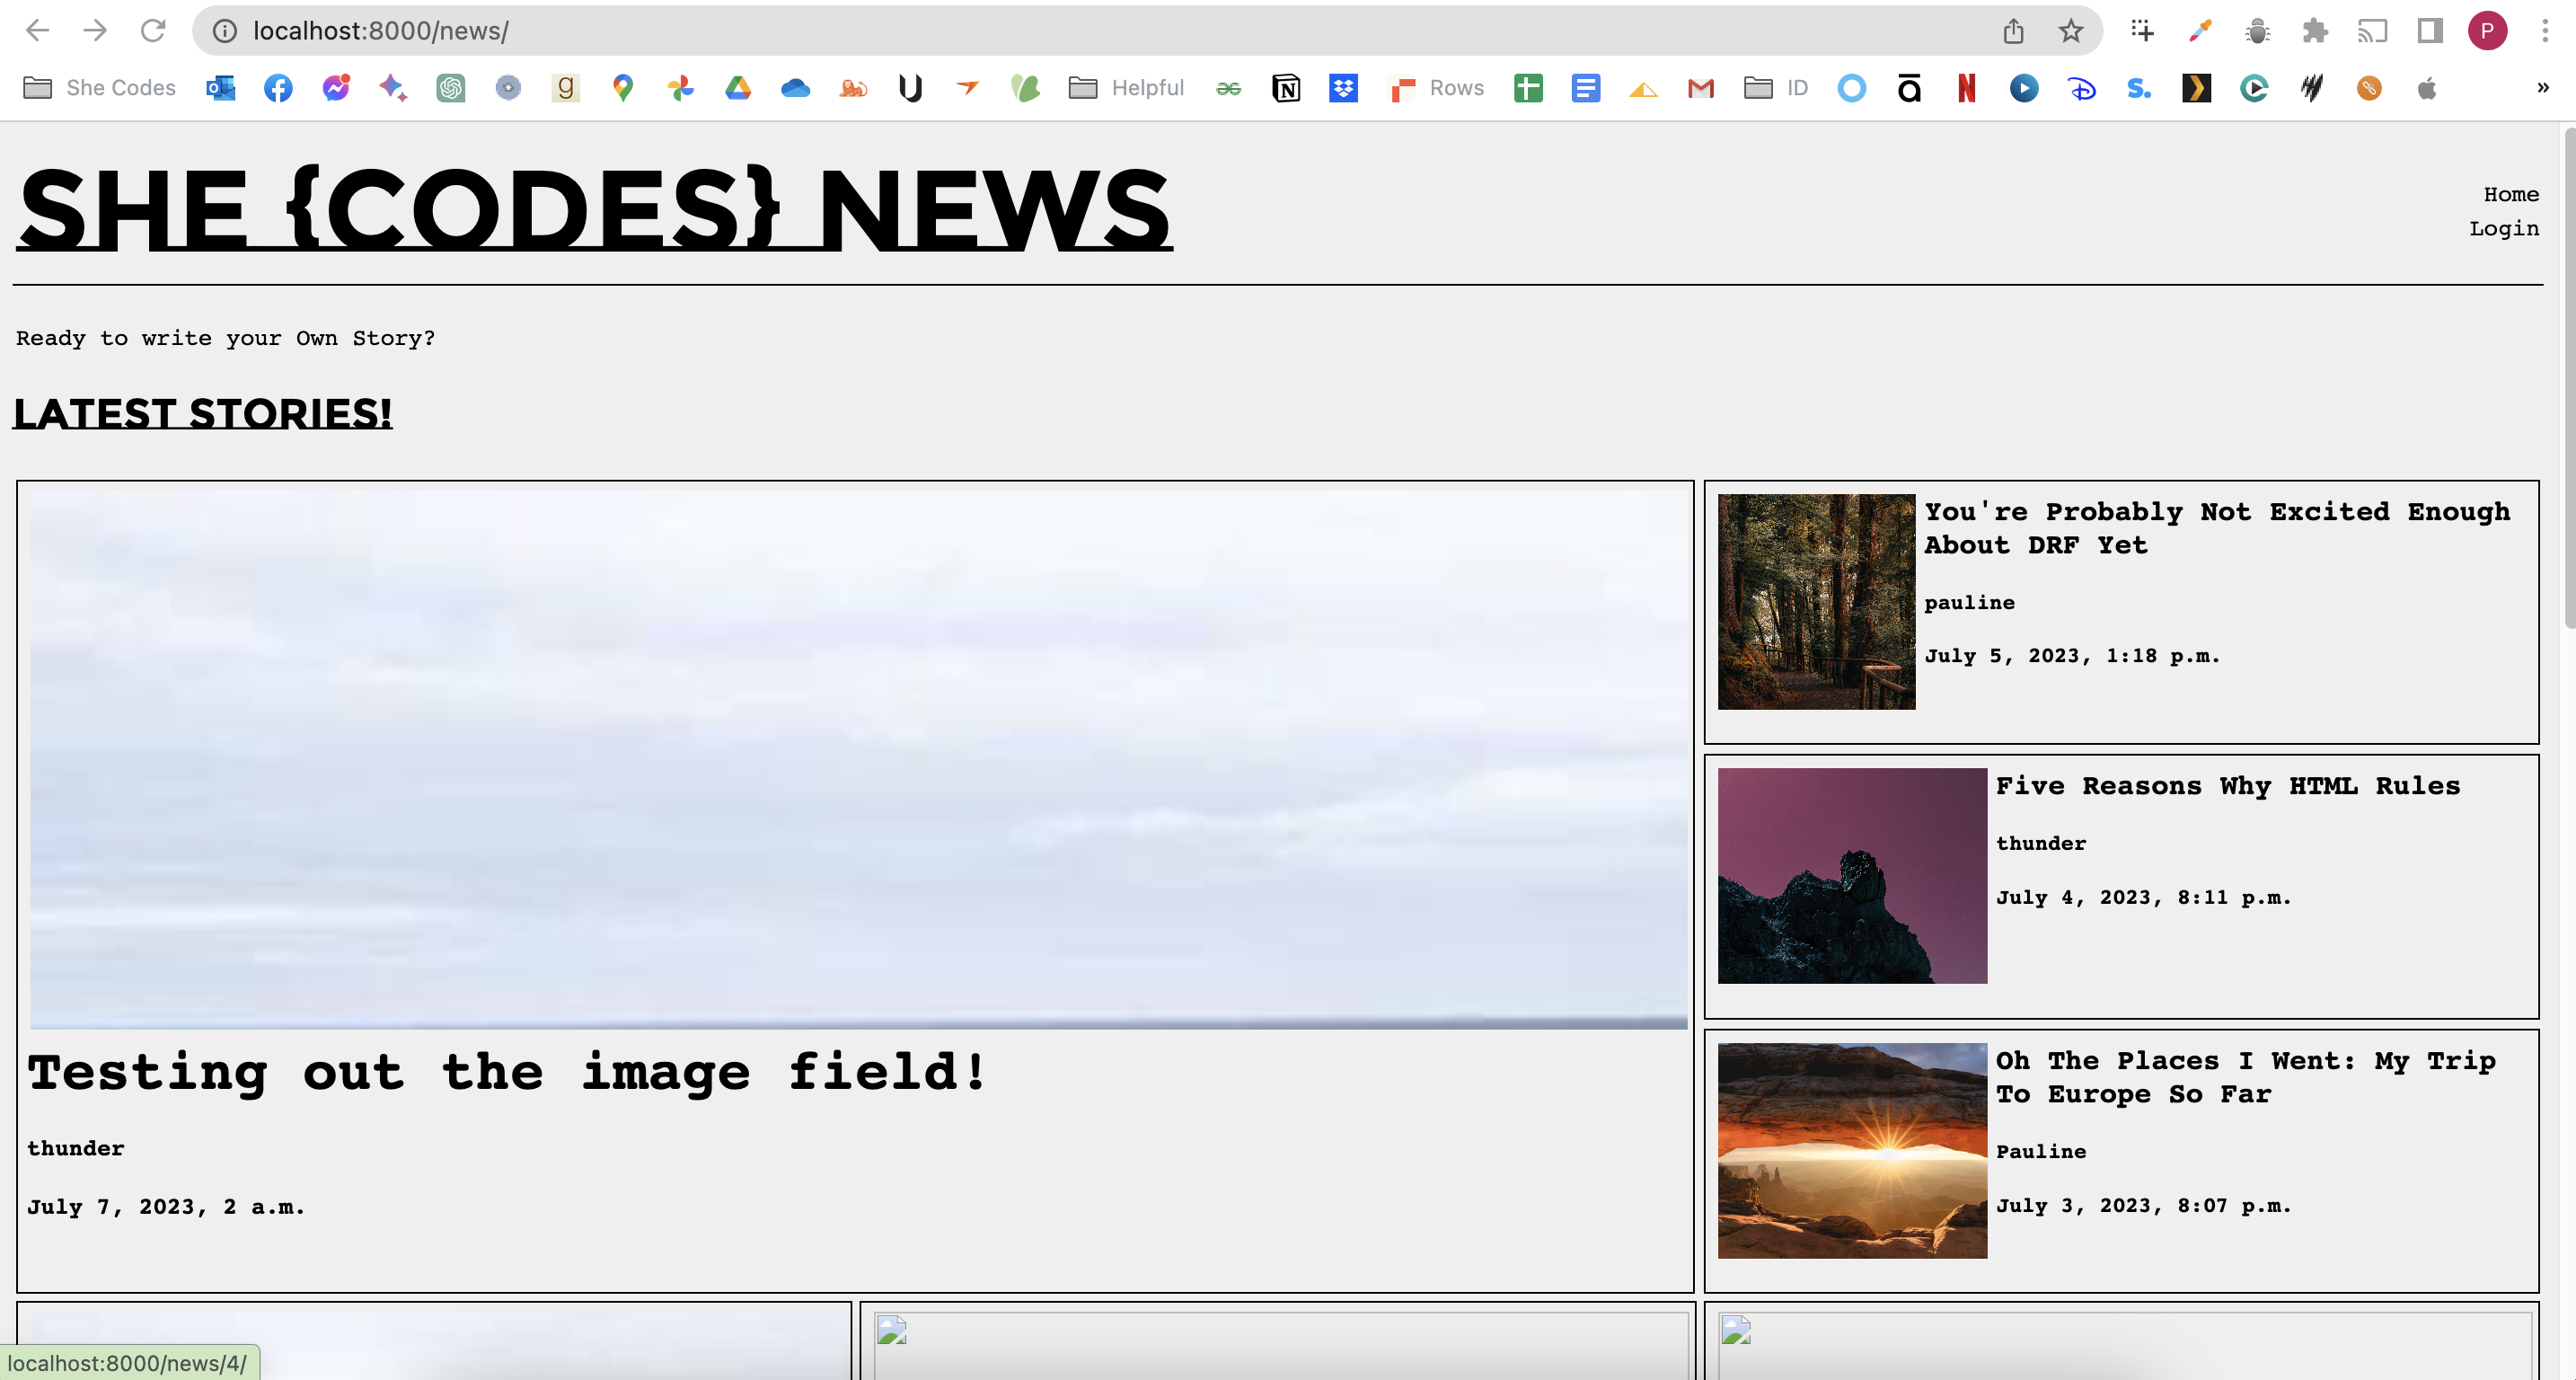 localhost:8000/news/
P
She Codes
Helpful
Rows
ID
»
SHE {CODES} NEWS
Home
Login
Ready to write your Own Story?
LATEST STORIES!
Testing out the image field!
thunder
July 7, 2023, 2 a.m.
You're Probably Not Excited Enough
About DRF Yet
pauline
July 5, 2023, 1:18 p.m.
Five Reasons Why HTML Rules
thunder
July 4, 2023, 8:11 p.m.
Oh The Places I Went: My Trip
To Europe So Far
Pauline
July 3, 2023, 8:07 p.m.
localhost:8000/news/4/